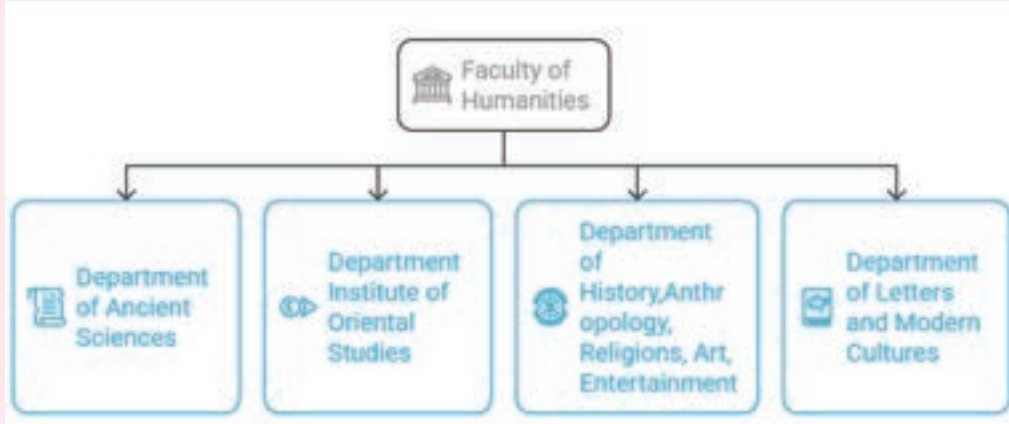 Faculty of
Humanities
Department
of Ancient
Sciences
Department
Institute of
Oriental
Studies
Department
of
History,Anthr
opology,
Religions, Art,
Entertainment
Department
of Letters
and Modern
Cultures